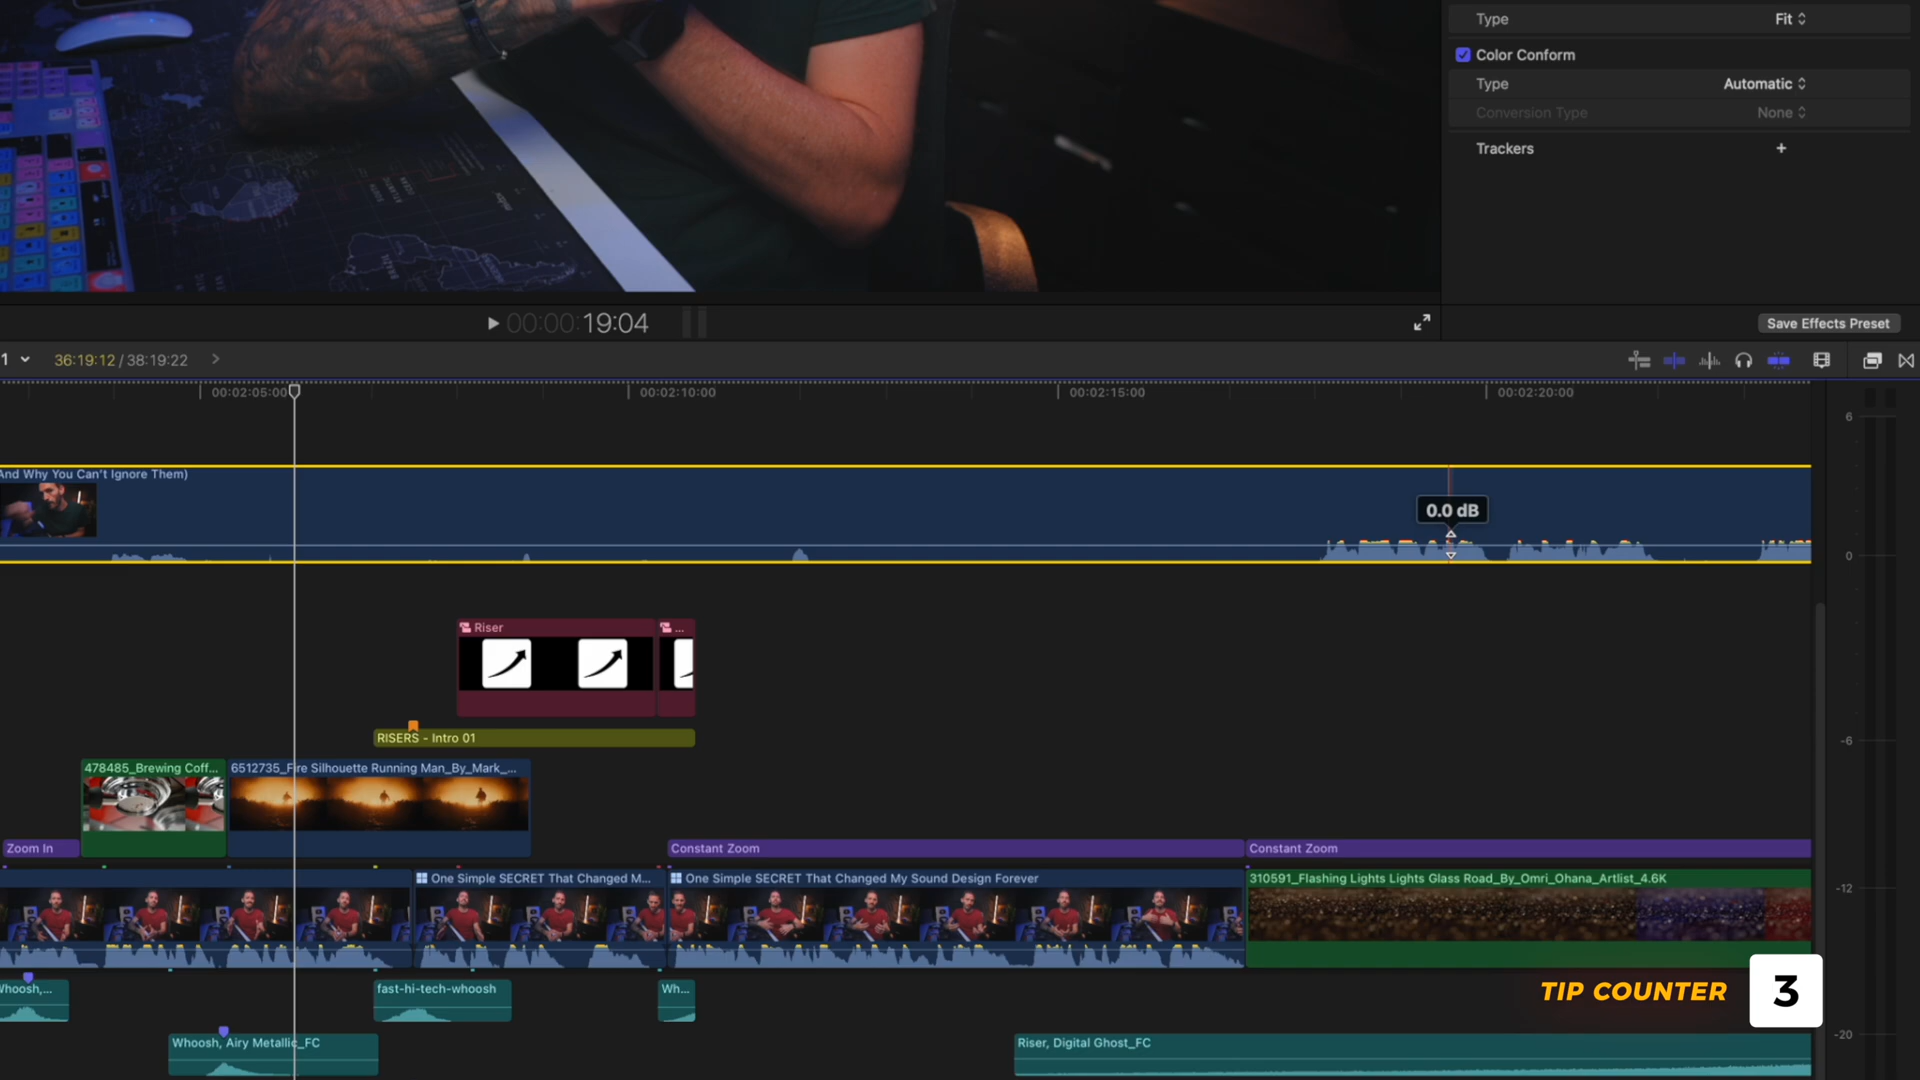 Type
Fit
Color Conform
Type
Automatic
Conversion Type
None
Trackers
+
00:00:19:04
Save Effects Preset
1
36:19:12 / 38:19:22
00:02:05:00
00:02:10:00
00:02:15:00
00:02:20:00
6
And Why You Can't Ignore Them)
0.0 dB
0
Riser
...
RISERS - Intro 01
-6
478485_Brewing Coff...
6512735_Fire Silhouette Running Man_By_Mark_...
Zoom In
Constant Zoom
Constant Zoom
One Simple SECRET That Changed M...
One Simple SECRET That Changed My Sound Design Forever
310591_Flashing Lights Lights Glass Road_By_Omri_Ohana_Artlist_4.6K
-12
Whoosh,...
fast-hi-tech-whoosh
Wh...
TIP COUNTER
3
Whoosh, Airy Metallic_FC
Riser, Digital Ghost_FC
-20